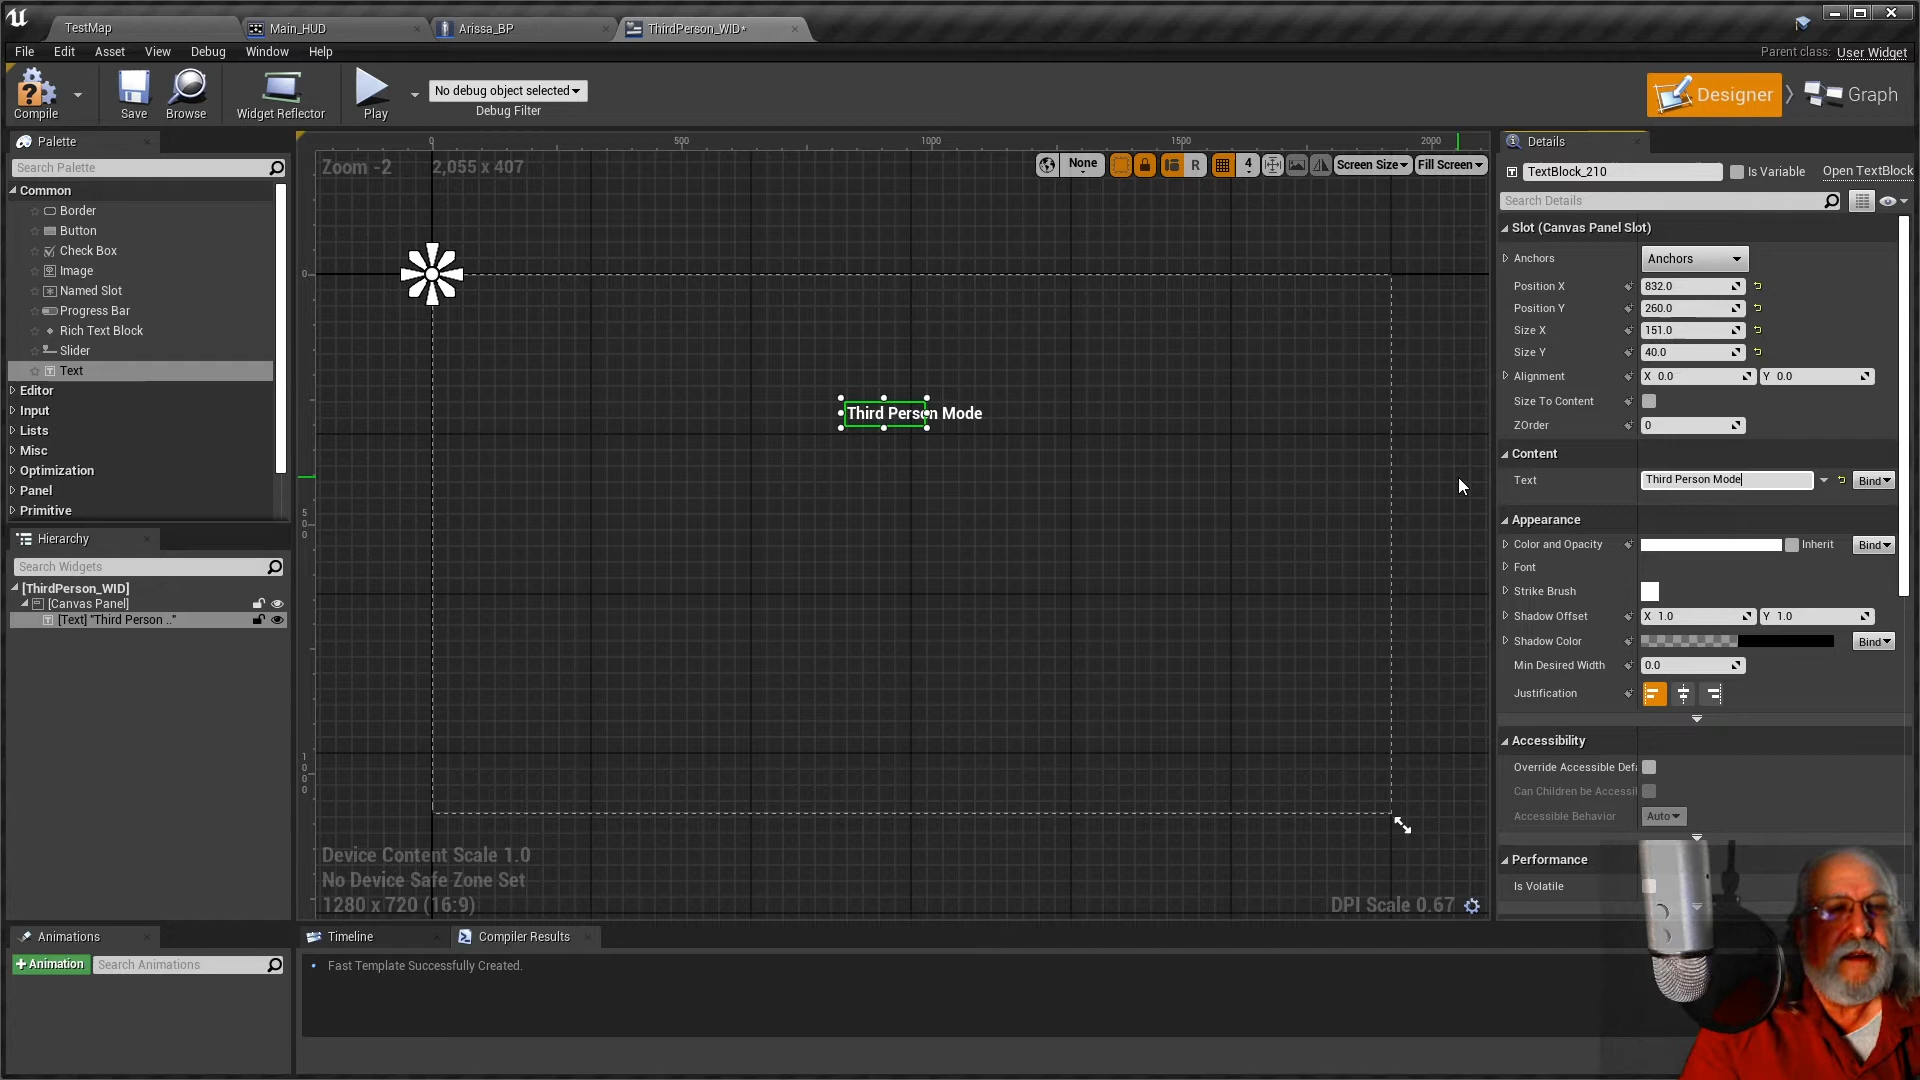 TestMap
Main_HUD
Arissa_BP
ThirdPerson_WID*
File Edit Asset View Debug Window Help
Parent class: User Widget
Compile
Save
Browse
Widget Reflector
Play
No debug object selected
Debug Filter
Designer
Graph
Palette
Search Palette
Common
Border
Button
Check Box
Image
Named Slot
Progress Bar
Rich Text Block
Slider
Text
Editor
Input
Lists
Misc
Optimization
Panel
Primitive
Hierarchy
Search Widgets
[ThirdPerson_WID]
[Canvas Panel]
[Text] "Third Person .."
Animations
+Animation
Search Animations
0 500 1000 1500 2000
Zoom -2 2,055 x 407
None R 4 Screen Size Fill Screen
0
500
1000
Third Person Mode
Device Content Scale 1.0
No Device Safe Zone Set
1280 x 720 (16:9)
DPI Scale 0.67
Timeline
Compiler Results
Fast Template Successfully Created.
Details
TextBlock_210 Is Variable Open TextBlock
Search Details
Slot (Canvas Panel Slot)
Anchors Anchors
Position X 832.0
Position Y 260.0
Size X 151.0
Size Y 40.0
Alignment X 0.0 Y 0.0
Size To Content
ZOrder 0
Content
Text Third Person Mode Bind
Appearance
Color and Opacity Inherit Bind
Font
Strike Brush
Shadow Offset X 1.0 Y 1.0
Shadow Color Bind
Min Desired Width 0.0
Justification
Accessibility
Override Accessible Defa
Can Children be Accessil
Accessible Behavior Auto
Performance
Is Volatile